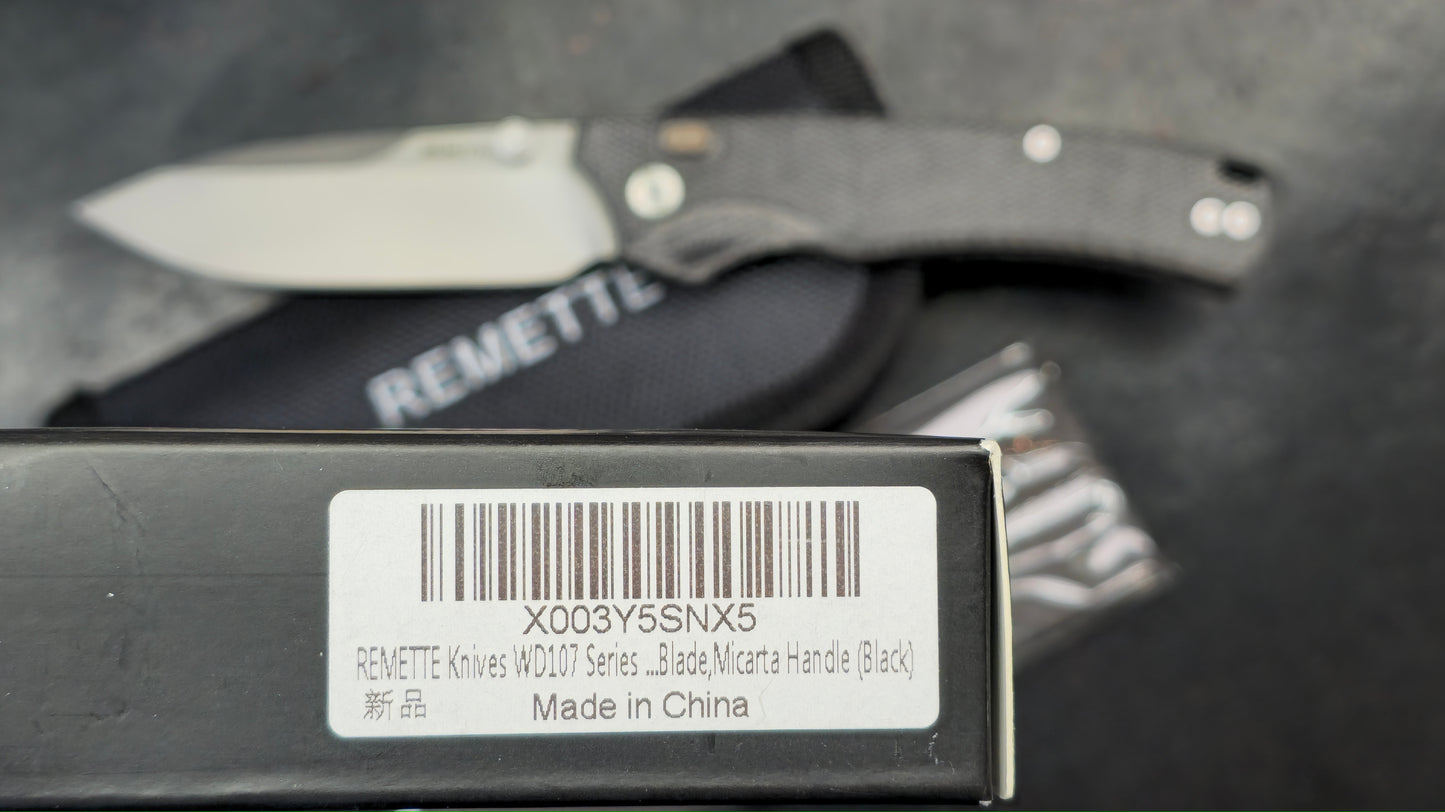 REMETTE
X003Y5SNX5
REMETTE Knives WD107 Series ...Blade,Micarta Handle (Black)
新品
Made in China